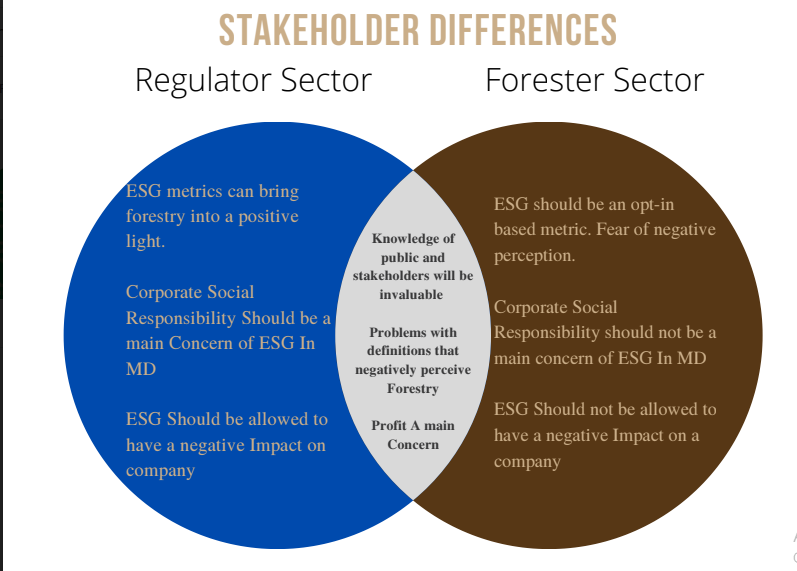 STAKEHOLDER DIFFERENCES
Regulator Sector
Forester Sector
ESG metrics can bring
forestry into a positive
light.
Corporate Social
Responsibility Should be a
main Concern of ESG In
MD
ESG Should be allowed to
have a negative Impact on
company
Knowledge of
public and
stakeholders will be
invaluable
Problems with
definitions that
negatively perceive
Forestry
Profit A main
Concern
ESG should be an opt-in
based metric. Fear of negative
perception.
Corporate Social
Responsibility should not be a
main concern of ESG In MD
ESG Should not be allowed to
have a negative Impact on a
company